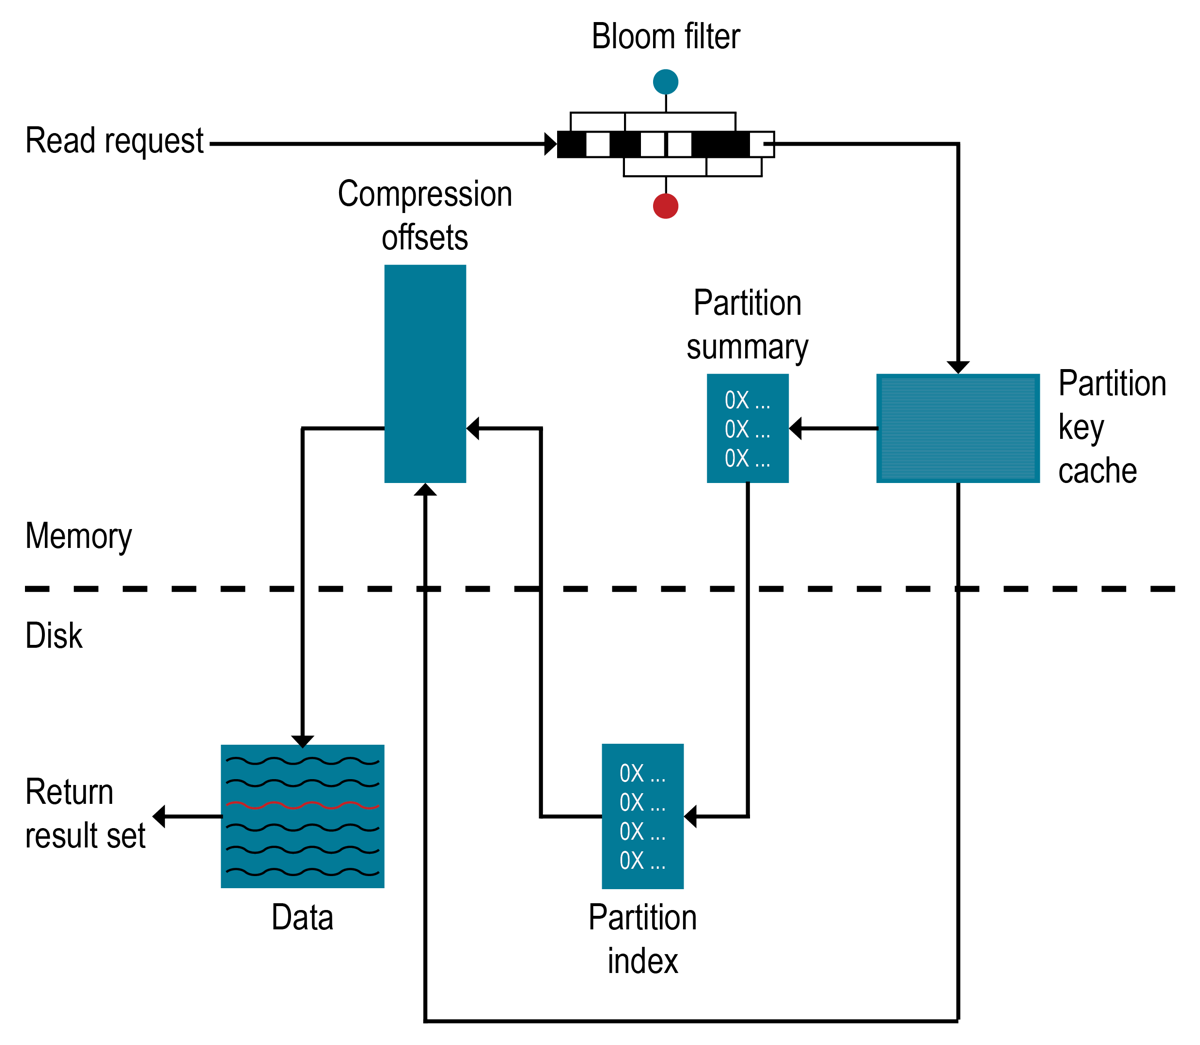 Bloom filter
Read request
Compression
offsets
Partition
summary
0X ...
0X ...
0X ...
Partition
key
cache
Memory
Disk
Return
result set
Data
0X ...
0X ...
0X ...
0X ...
Partition
index